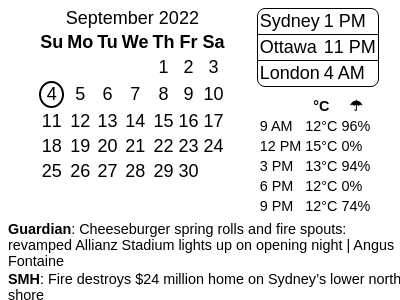 September 2022
Su Mo Tu We Th Fr Sa
1 2 3
4 5 6 7 8 9 10
11 12 13 14 15 16 17
18 19 20 21 22 23 24
25 26 27 28 29 30
Sydney 1 PM
Ottawa 11 PM
London 4 AM
°C ☂
9 AM 12°C 96%
12 PM 15°C 0%
3 PM 13°C 94%
6 PM 12°C 0%
9 PM 12°C 74%
Guardian: Cheeseburger spring rolls and fire spouts:
revamped Allianz Stadium lights up on opening night | Angus
Fontaine
SMH: Fire destroys $24 million home on Sydney’s lower north
shore